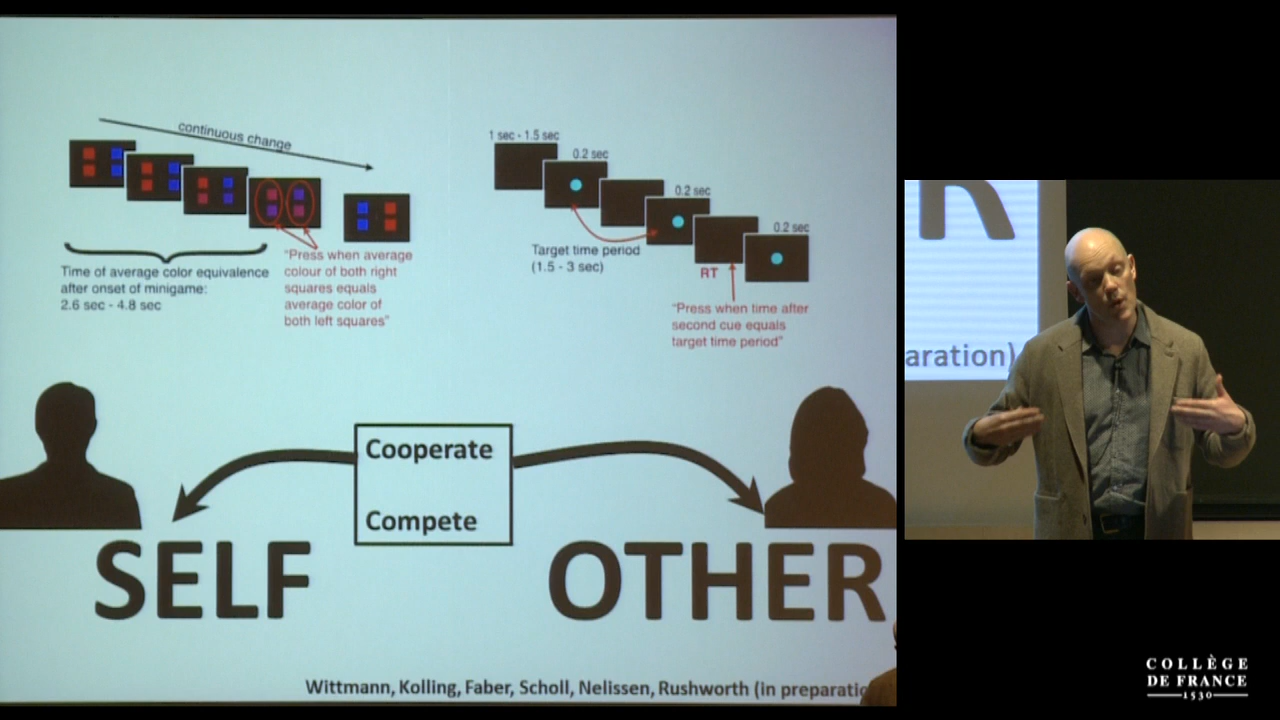 continuous change
1 sec - 1.5 sec
0.2 sec
0.2 sec
0.2 sec
Time of average color equivalence
after onset of minigame:
2.6 sec - 4.8 sec
"Press when average
colour of both right
squares equals
average color of
both left squares"
Target time period
(1.5 - 3 sec)
RT
"Press when time after
second cue equals
target time period"
Cooperate
Compete
SELF
OTHER
Wittmann, Kolling, Faber, Scholl, Nelissen, Rushworth (in preparatio
R
aration)
COLLÈGE
DE FRANCE
1530